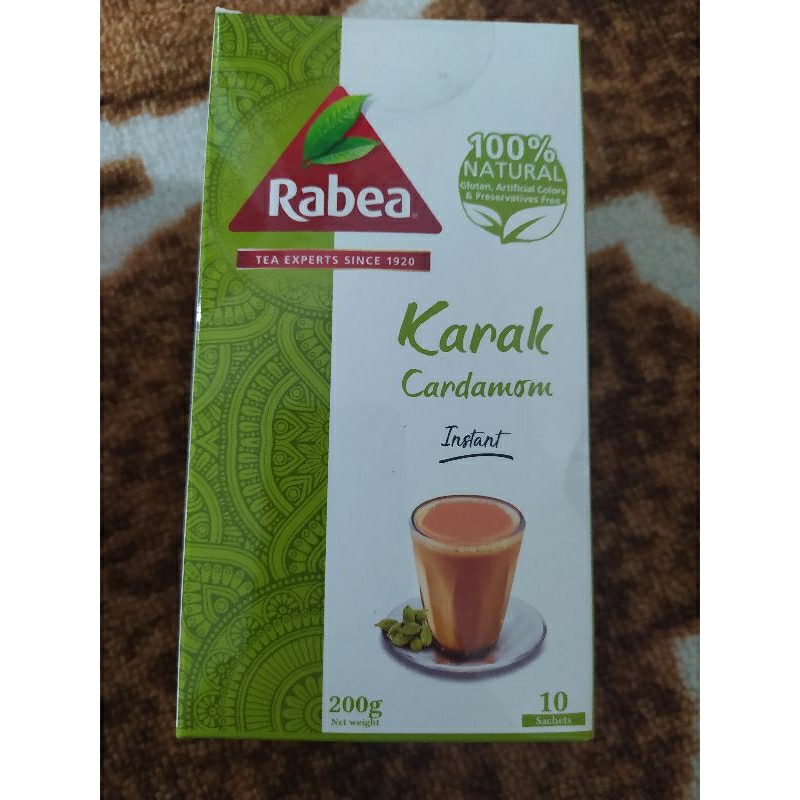 Rabea
TEA EXPERTS SINCE 1920
100%
NATURAL
Gluten, Artificial Colors
& Preservatives Free
Karak
Cardamom
Instant
200g
Net weight
10
Sachets